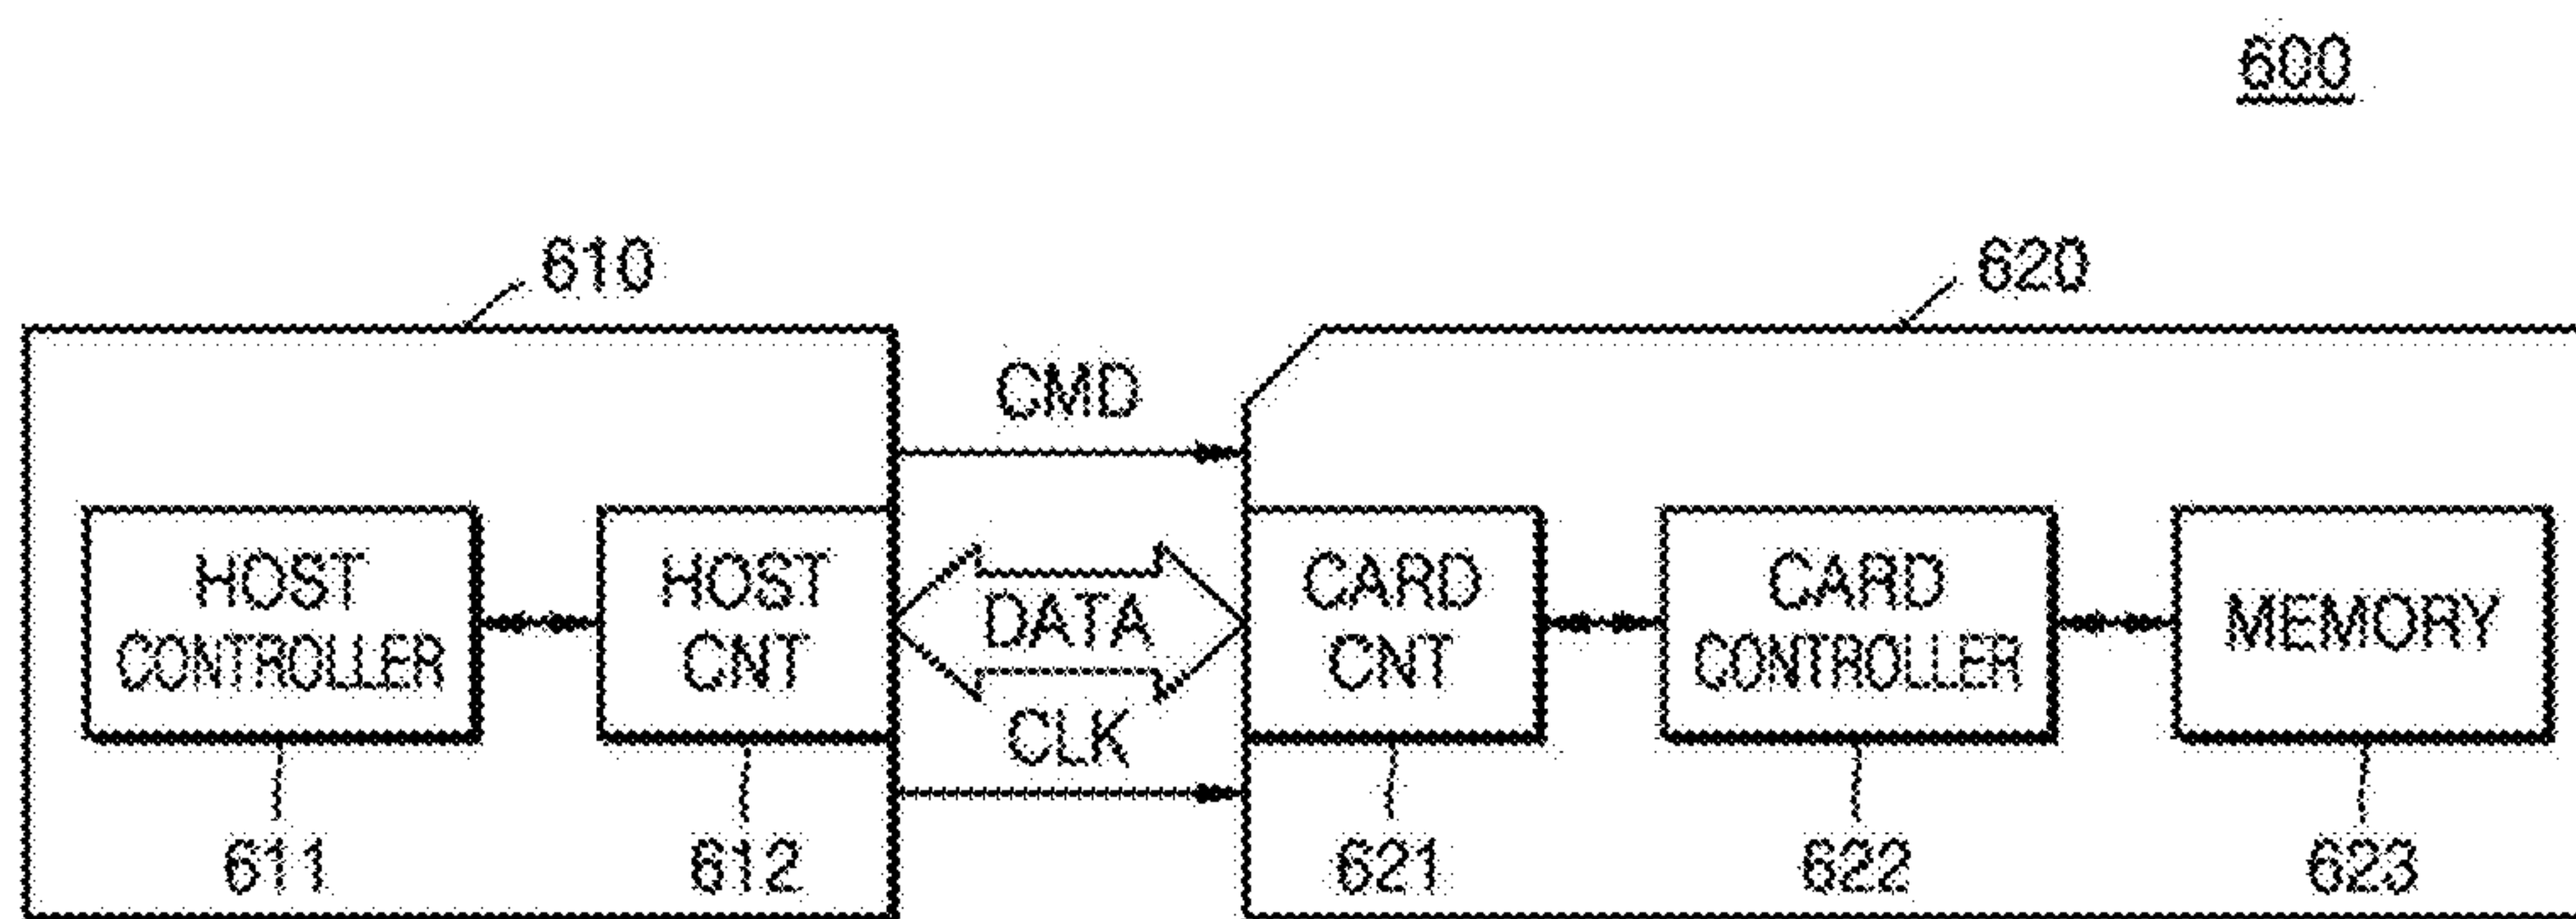 600
610
620
CMD
HOST
CONTROLLER
HOST
CNT
DATA
CARD
CNT
CARD
CONTROLLER
MEMORY
CLK
611
612
621
622
623